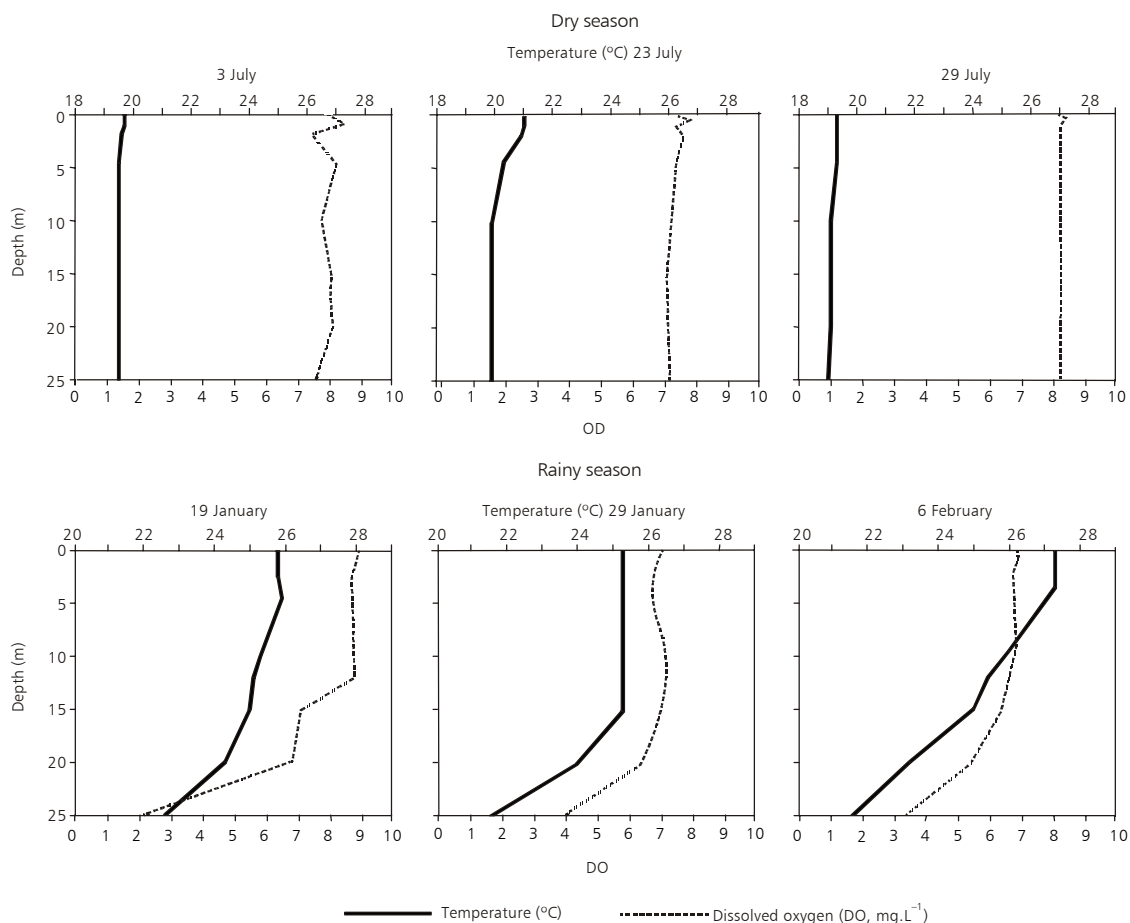 Dry season
Temperature (ºC) 23 July
3 July
29 July
18 20 22 24 26 28
18 20 22 24 26 28
18 20 22 24 26 28
0
5
10
15
20
25
Depth (m)
0 1 2 3 4 5 6 7 8 9 10
0 1 2 3 4 5 6 7 8 9 10
0 1 2 3 4 5 6 7 8 9 10
OD
Rainy season
19 January
Temperature (ºC) 29 January
6 February
20 22 24 26 28
20 22 24 26 28
20 22 24 26 28
0
5
10
15
20
25
Depth (m)
0 1 2 3 4 5 6 7 8 9 10
0 1 2 3 4 5 6 7 8 9 10
0 1 2 3 4 5 6 7 8 9 10
DO
Temperature (ºC)
Dissolved oxygen (DO, mg.L⁻¹)